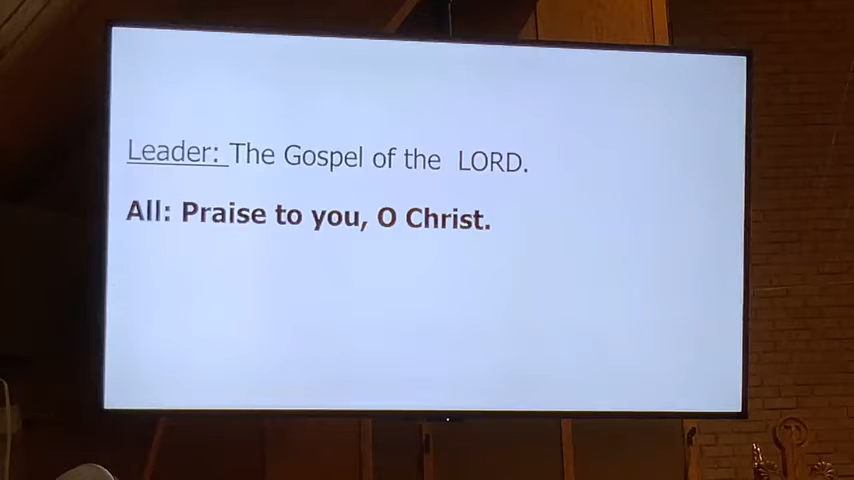 Leader: The Gospel of the LORD.
All: Praise to you, O Christ.